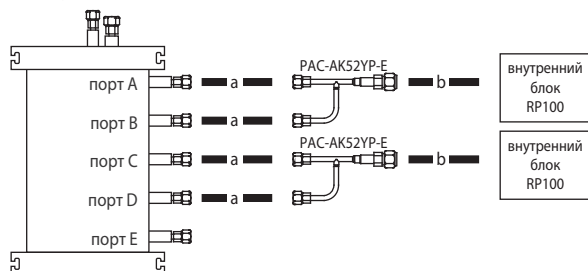 PAC-AK52YP-E
порт A
a
b
внутренний
блок
RP100
порт B
a
PAC-AK52YP-E
порт C
a
b
внутренний
блок
RP100
порт D
a
порт E